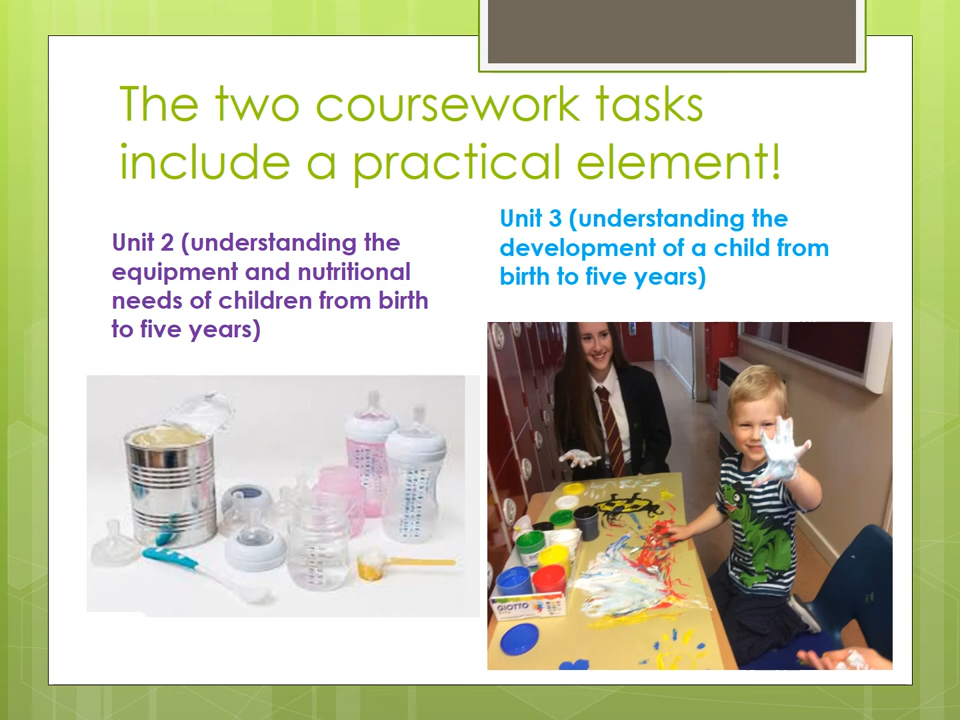 The two coursework tasks
include a practical element!
Unit 2 (understanding the
equipment and nutritional
needs of children from birth
to five years)
Unit 3 (understanding the
development of a child from
birth to five years)
GIOTTO